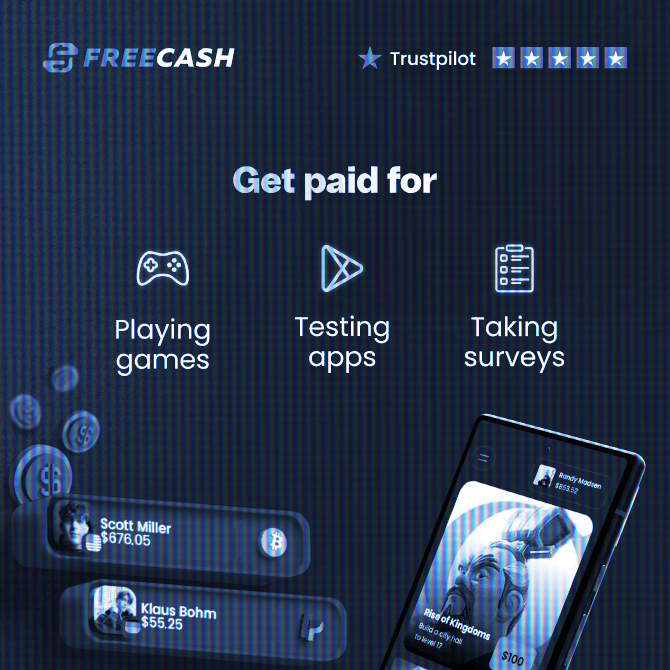 FREECASH
Trustpilot
Get paid for
Playing
games
Testing
apps
Taking
surveys
Scott Miller
$676.05
Klaus Bohm
$55.25
Randy Madsen
$853.52
Rise of Kingdoms
Build a city hall
to level 17
$100